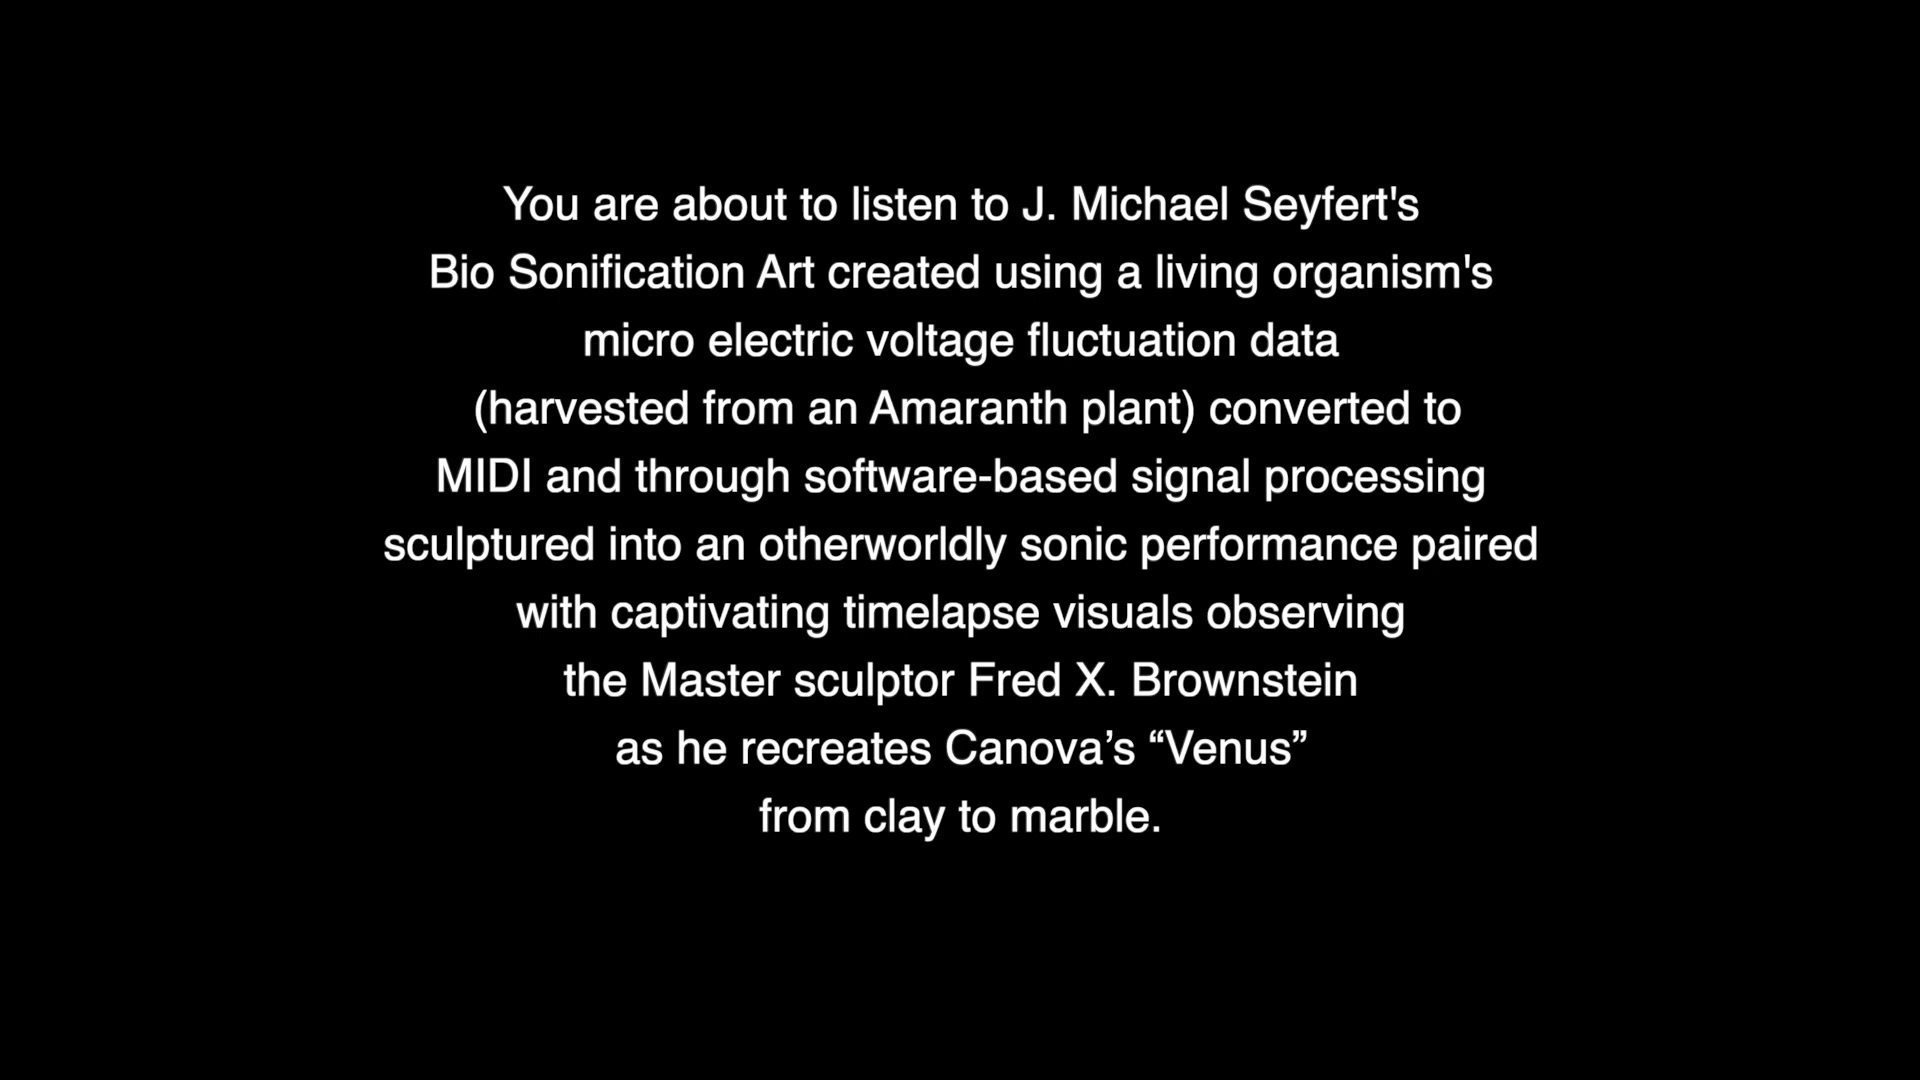 You are about to listen to J. Michael Seyfert's
Bio Sonification Art created using a living organism's
micro electric voltage fluctuation data
(harvested from an Amaranth plant) converted to
MIDI and through software-based signal processing
sculptured into an otherworldly sonic performance paired
with captivating timelapse visuals observing
the Master sculptor Fred X. Brownstein
as he recreates Canova’s “Venus”
from clay to marble.